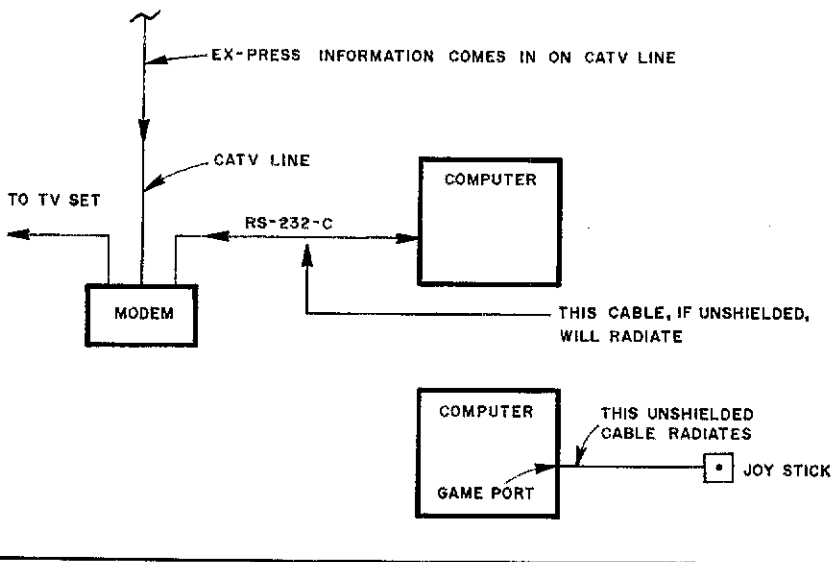 EX-PRESS INFORMATION COMES IN ON CATV LINE
CATV LINE
TO TV SET
RS-232-C
COMPUTER
MODEM
THIS CABLE, IF UNSHIELDED,
WILL RADIATE
COMPUTER
THIS UNSHIELDED
CABLE RADIATES
GAME PORT
JOY STICK